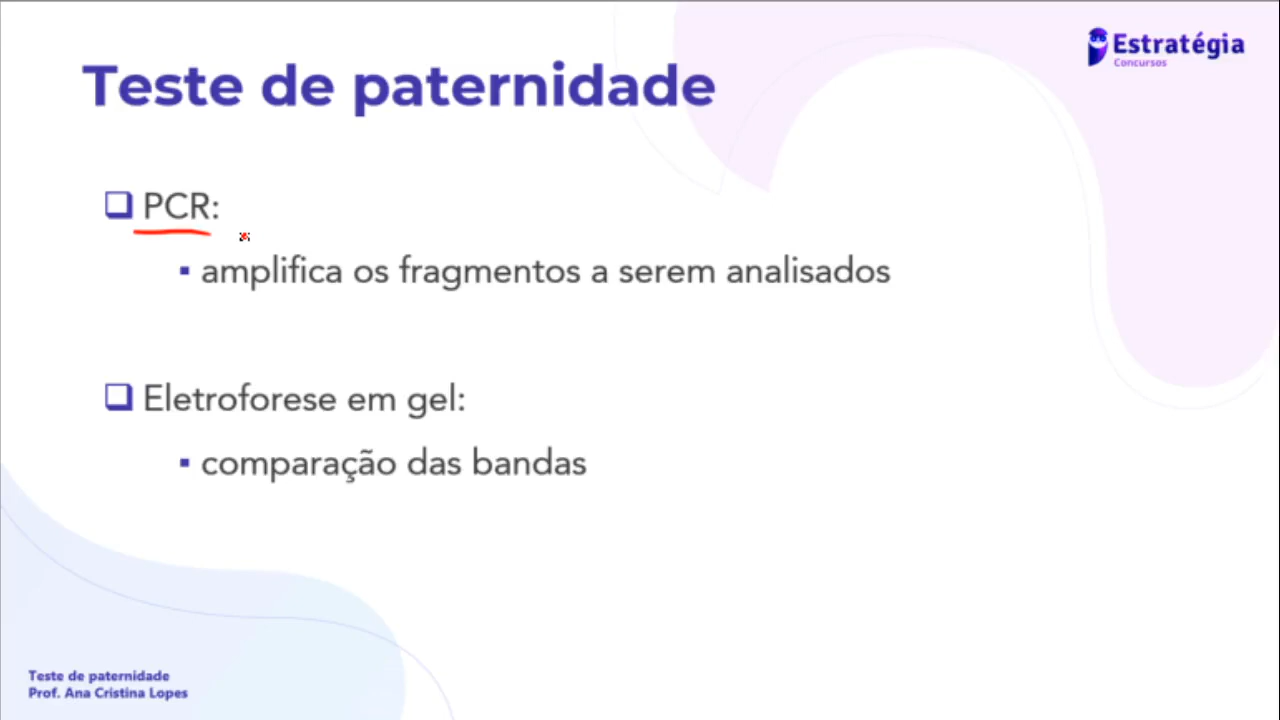 Estratégia
Concursos
Teste de paternidade
PCR:
amplifica os fragmentos a serem analisados
Eletroforese em gel:
comparação das bandas
Teste de paternidade
Prof. Ana Cristina Lopes